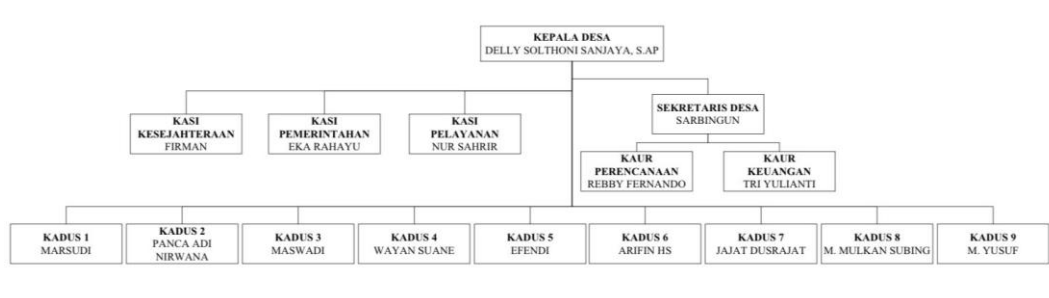 KEPALA DESA
DELLY SOLTHONI SANJAYA, S.AP
SEKRETARIS DESA
SARBINGUN
KASI
KESEJAHTERAAN
FIRMAN
KASI
PEMERINTAHAN
EKA RAHAYU
KASI
PELAYANAN
NUR SAHRIR
KAUR
PERENCANAAN
REBBY FERNANDO
KAUR
KEUANGAN
TRI YULIANTI
KADUS 1
MARSUDI
KADUS 2
PANCA ADI
NIRWANA
KADUS 3
MASWADI
KADUS 4
WAYAN SUANE
KADUS 5
EFENDI
KADUS 6
ARIFIN HS
KADUS 7
JAJAT DUSRAJAT
KADUS 8
M. MULKAN SUBING
KADUS 9
M. YUSUF